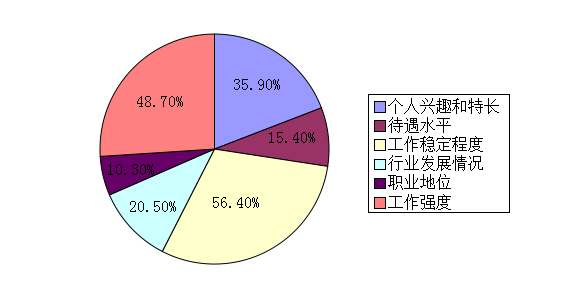 35.90%
15.40%
56.40%
20.50%
10.30%
48.70%
个人兴趣和特长
待遇水平
工作稳定程度
行业发展情况
职业地位
工作强度